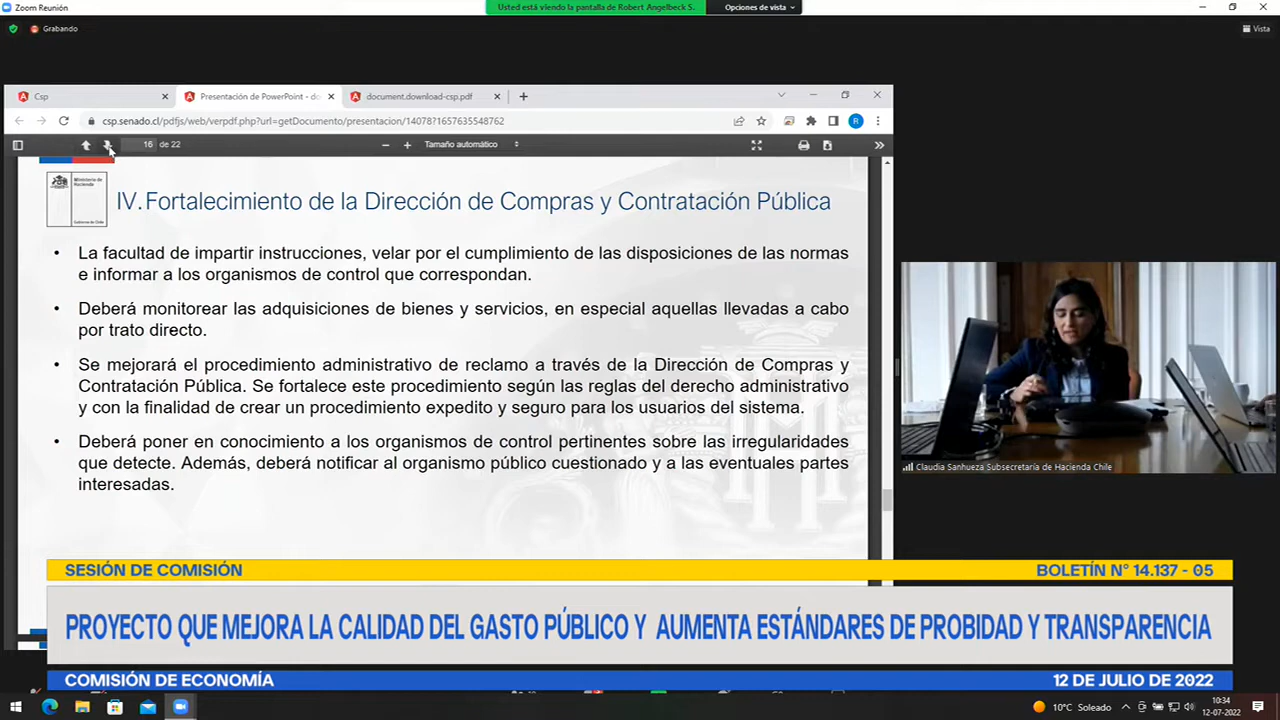 Zoom Reunión
Usted está viendo la pantalla de Robert Angelbeck S.
Opciones de vista
Grabando
Vista
Csp
Presentación de PowerPoint - do
document.download-csp.pdf
csp.senado.cl/pdfjs/web/verpdf.php?url=getDocumento/presentacion/14078?1657635548762
R
16 de 22
Tamaño automático
Ministerio de
Hacienda
Gobierno de Chile
IV. Fortalecimiento de la Dirección de Compras y Contratación Pública
• La facultad de impartir instrucciones, velar por el cumplimiento de las disposiciones de las normas
e informar a los organismos de control que correspondan.
• Deberá monitorear las adquisiciones de bienes y servicios, en especial aquellas llevadas a cabo
por trato directo.
• Se mejorará el procedimiento administrativo de reclamo a través de la Dirección de Compras y
Contratación Pública. Se fortalece este procedimiento según las reglas del derecho administrativo
y con la finalidad de crear un procedimiento expedito y seguro para los usuarios del sistema.
• Deberá poner en conocimiento a los organismos de control pertinentes sobre las irregularidades
que detecte. Además, deberá notificar al organismo público cuestionado y a las eventuales partes
interesadas.
Claudia Sanhueza Subsecretaría de Hacienda Chile
SESIÓN DE COMISIÓN
BOLETÍN N° 14.137 - 05
PROYECTO QUE MEJORA LA CALIDAD DEL GASTO PÚBLICO Y AUMENTA ESTÁNDARES DE PROBIDAD Y TRANSPARENCIA
COMISIÓN DE ECONOMÍA
12 DE JULIO DE 2022
10°C Soleado
10:34
12-07-2022